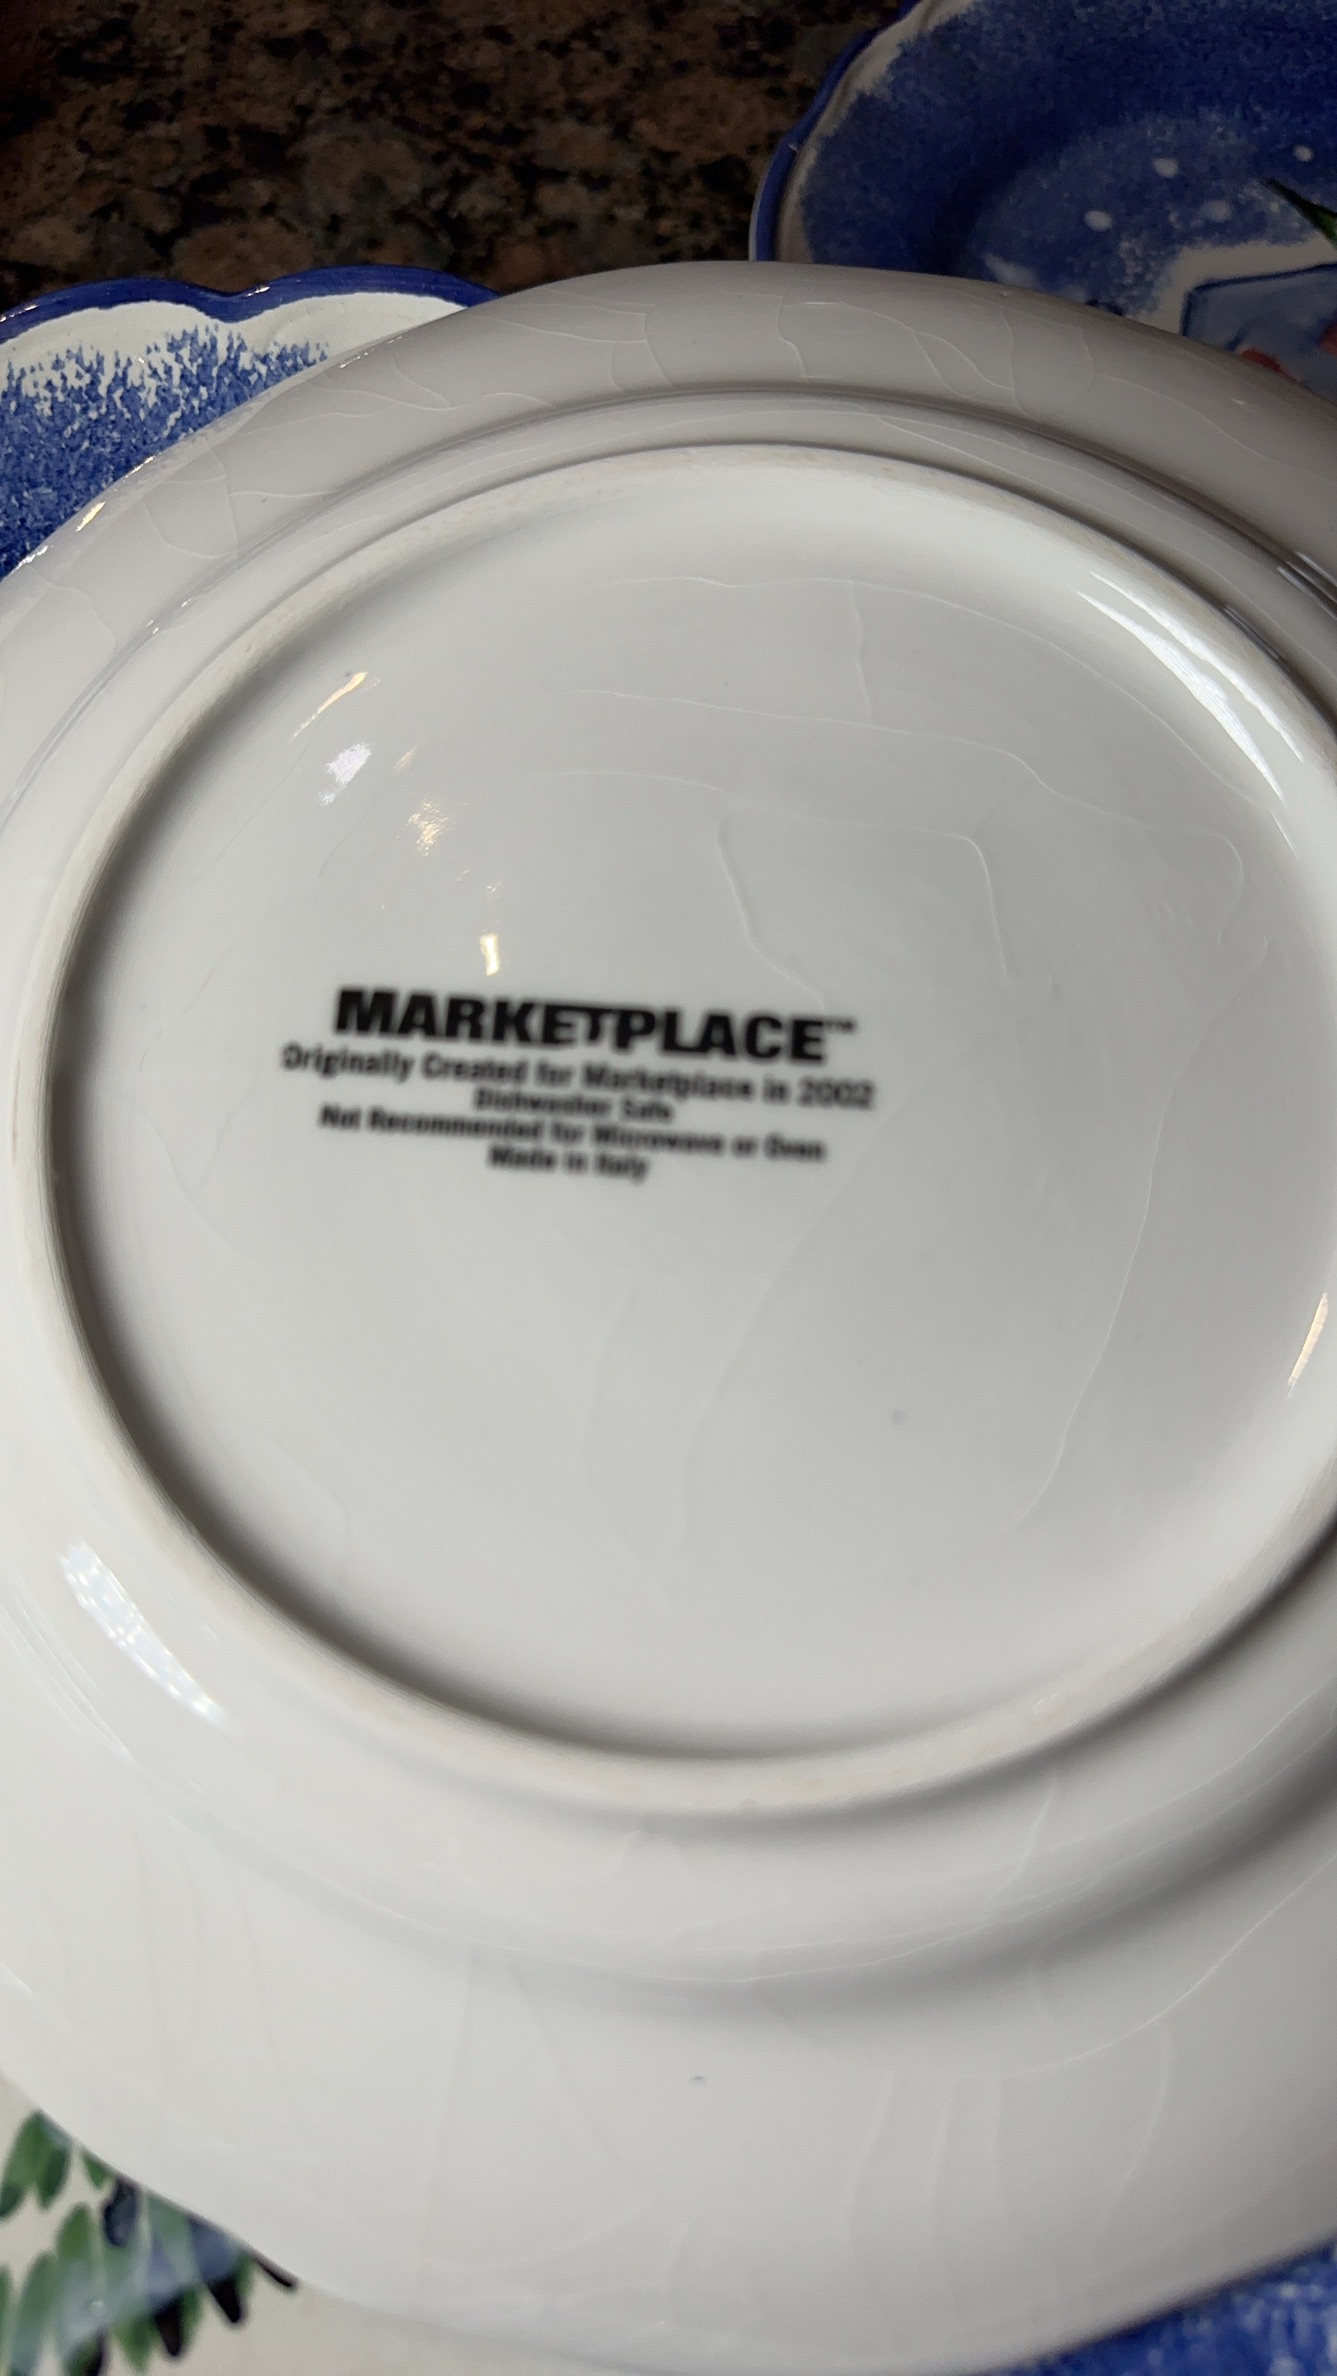 MARKETPLACE™
Originally Created for Marketplace in 2002
Dishwasher Safe
Not Recommended for Microwave or Oven
Made in Italy